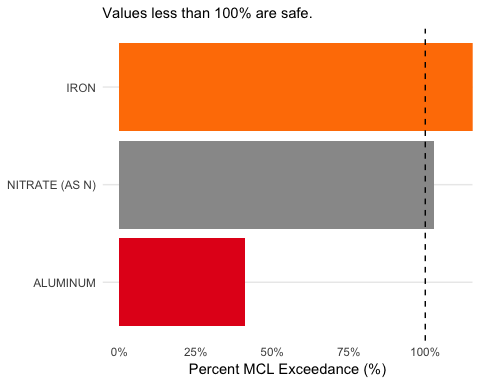 Values less than 100% are safe.
IRON
NITRATE (AS N)
ALUMINUM
0% 25% 50% 75% 100%
Percent MCL Exceedance (%)